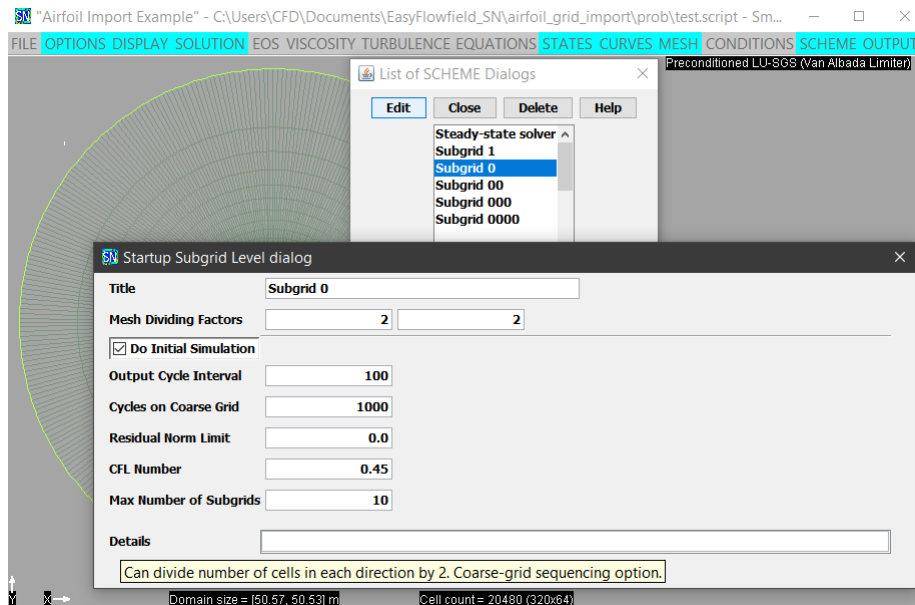 "Airfoil Import Example" - C:\Users\CFD\Documents\EasyFlowfield_SN\airfoil_grid_import\prob\test.script - Sm...
FILE OPTIONS DISPLAY SOLUTION EOS VISCOSITY TURBULENCE EQUATIONS STATES CURVES MESH CONDITIONS SCHEME OUTPUT
Preconditioned LU-SGS (Van Albada Limiter)
List of SCHEME Dialogs
Edit Close Delete Help
Steady-state solver
Subgrid 1
Subgrid 0
Subgrid 00
Subgrid 000
Subgrid 0000
SN Startup Subgrid Level dialog
Title Subgrid 0
Mesh Dividing Factors 2 2
Do Initial Simulation
Output Cycle Interval 100
Cycles on Coarse Grid 1000
Residual Norm Limit 0.0
CFL Number 0.45
Max Number of Subgrids 10
Details
Can divide number of cells in each direction by 2. Coarse-grid sequencing option.
Y X Domain size = [50.57, 50.53] m Cell count = 20480 (320x64)